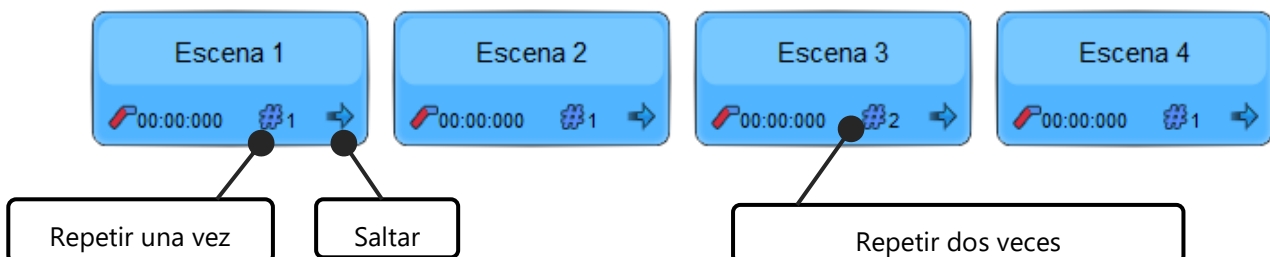 Escena 1
Escena 2
Escena 3
Escena 4
00:00:000 1
00:00:000 1
00:00:000 2
00:00:000 1
Repetir una vez
Saltar
Repetir dos veces